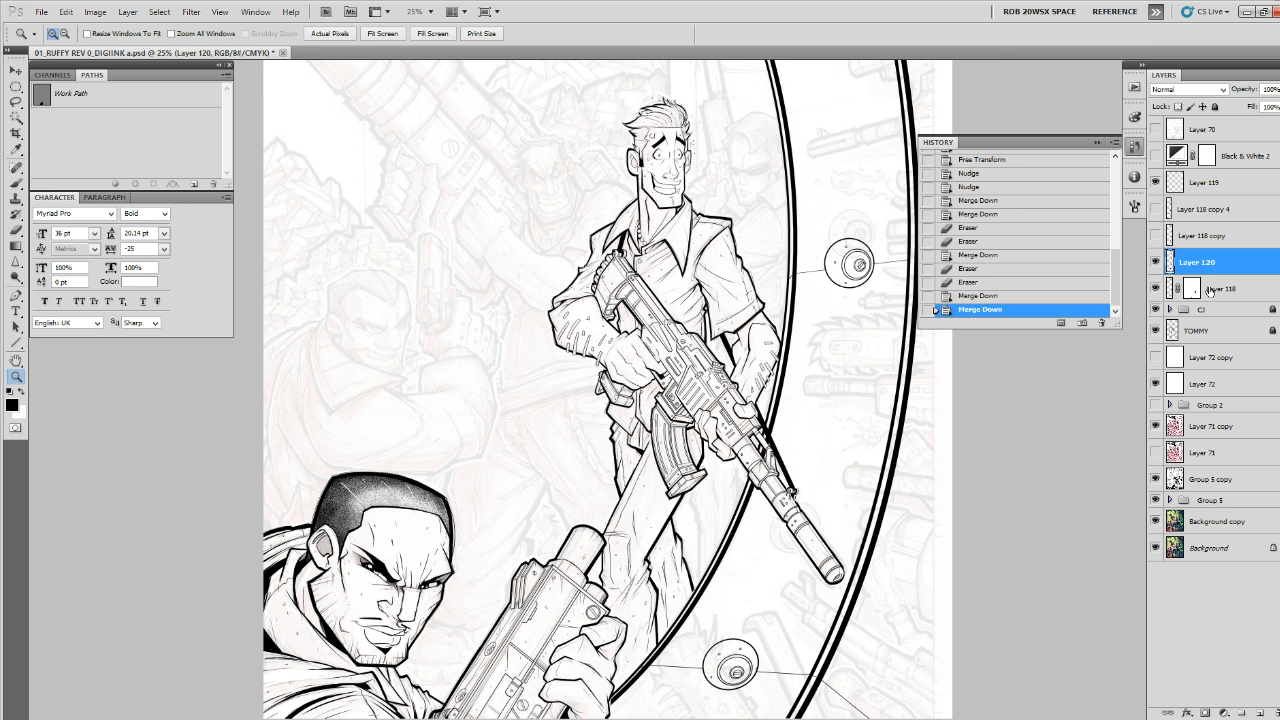 Ps File Edit Image Layer Select Filter View Window Help Br Mb 25% ROB 20WSX SPACE REFERENCE CS Live
Resize Windows To Fit Zoom All Windows Scrubby Zoom Actual Pixels Fit Screen Fill Screen Print Size
01_RUFFY REV 0_DIGIINK a.psd @ 25% (Layer 120, RGB/8#/CMYK) *
CHANNELS PATHS
Work Path
CHARACTER PARAGRAPH
Myriad Pro Bold
36 pt 20,14 pt
Metrics -25
100% 100%
0 pt Color:
English: UK Sharp
HISTORY
Free Transform
Nudge
Nudge
Merge Down
Merge Down
Eraser
Eraser
Merge Down
Eraser
Eraser
Merge Down
Merge Down
LAYERS
Normal Opacity: 100%
Lock: Fill: 100%
Layer 70
Black & White 2
Layer 119
Layer 118 copy 4
Layer 118 copy
Layer 120
Layer 118
CJ
TOMMY
Layer 72 copy
Layer 72
Group 2
Layer 71 copy
Layer 71
Group 5 copy
Group 5
Background copy
Background